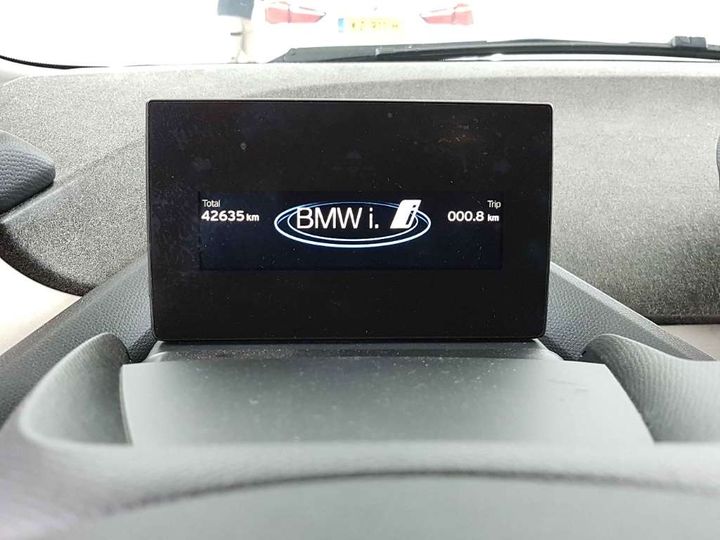 Total
42635 km
BMW i. i
Trip
000.8 km